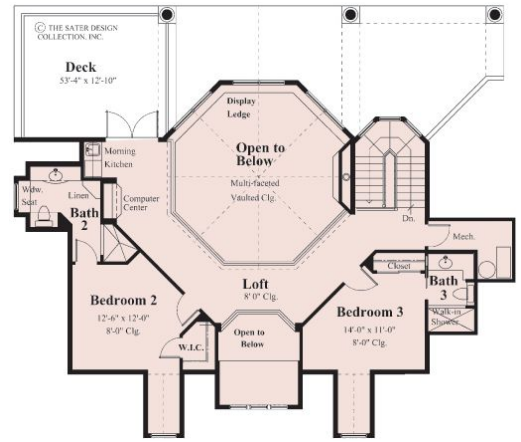 © THE SATER DESIGN
COLLECTION, INC.
Deck
53'-4" x 12'-10"
Display
Ledge
Open to
Below
Multi-faceted
Vaulted Clg.
Morning
Kitchen
Wdw.
Seat
Linen
Bath
2
Computer
Center
Dn.
Mech.
Loft
8'0" Clg.
Closet
Bath
3
Walk-in
Shower
Bedroom 2
12'-6" x 12'-0"
8'-0" Clg.
W.I.C.
Open to
Below
Bedroom 3
14'-0" x 11'-0"
8'-0" Clg.